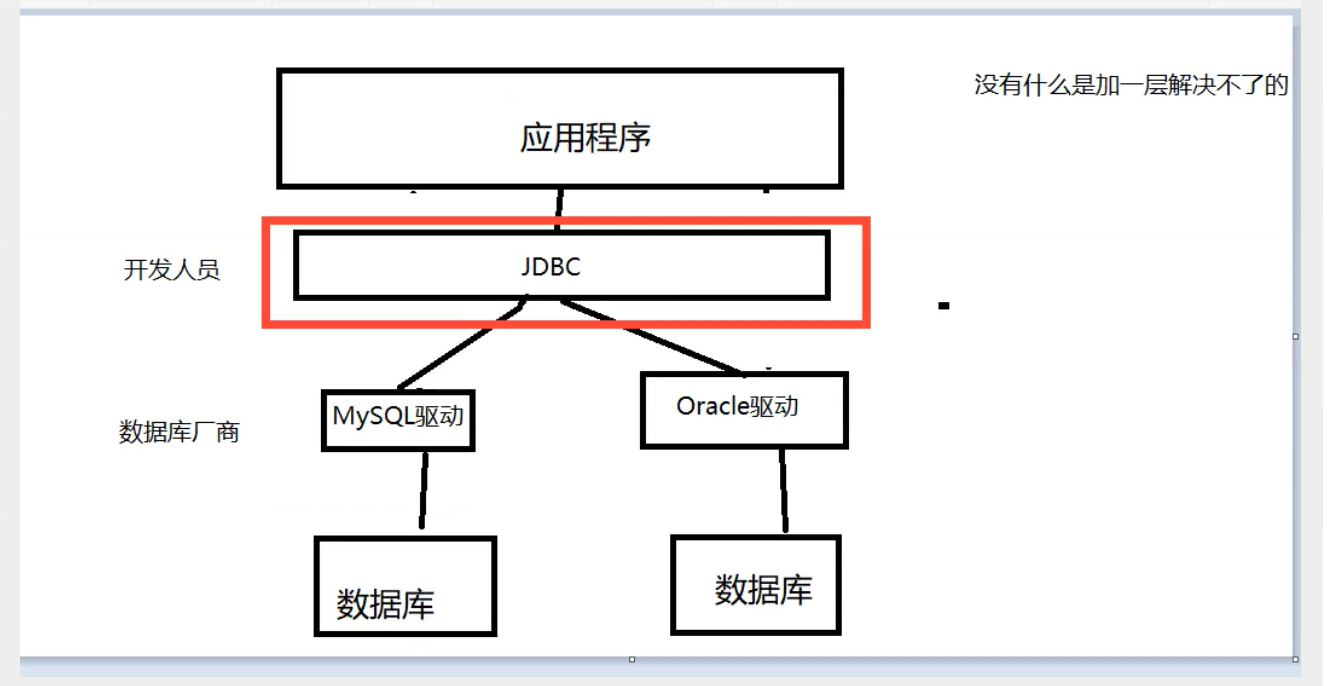 没有什么是加一层解决不了的
应用程序
开发人员
JDBC
数据库厂商
MySQL驱动
Oracle驱动
数据库
数据库